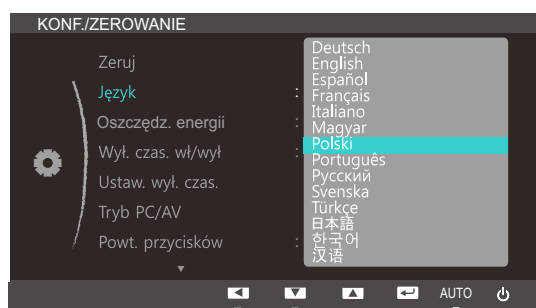 KONF./ZEROWANIE
Zeruj
Język :
Oszczędz. energii :
Wył. czas. wł/wył :
Ustaw. wył. czas.
Tryb PC/AV
Powt. przycisków :
Deutsch
English
Español
Français
Italiano
Magyar
Polski
Português
Русский
Svenska
Türkçe
日本語
한국어
汉语
AUTO